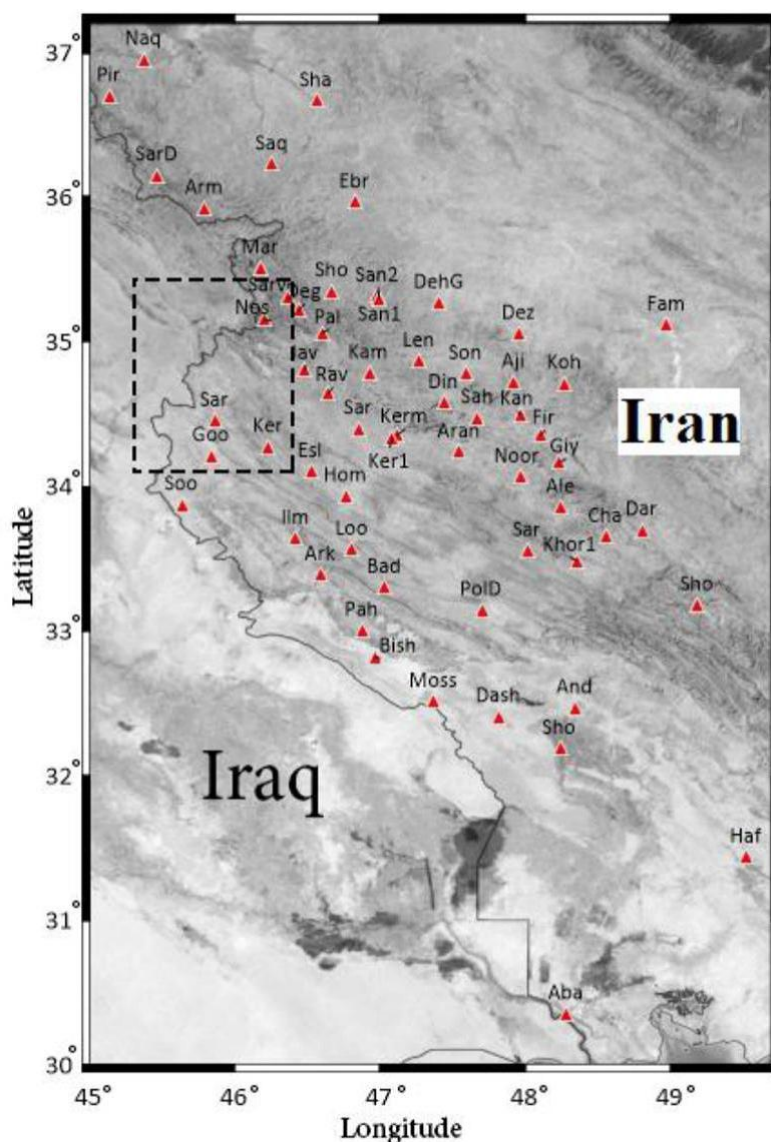 37°
Naq
Pir
Sha
Saq
SarD
Ebr
36°
Arm
Mar
Sho
San2
DehG
Sarv
Deg
San1
Dez
Fam
Nos
Pal
35°
Len
Son
Aji
Koh
Kam
Rav
Din
Kan
Sah
Sar
Sar
Kerm
Fir
Iran
Ker
Goo
Aran
Esl
Ker1
Noor
Giy
34°
Hom
Ale
Soo
Cha
Dar
Ilm
Loo
Sar
Khor1
Ark
Bad
Sho
PolD
33°
Pah
Bish
Moss
Dash
And
Sho
Iraq
32°
Haf
31°
Aba
30°
45°
46°
47°
48°
49°
Latitude
Longitude